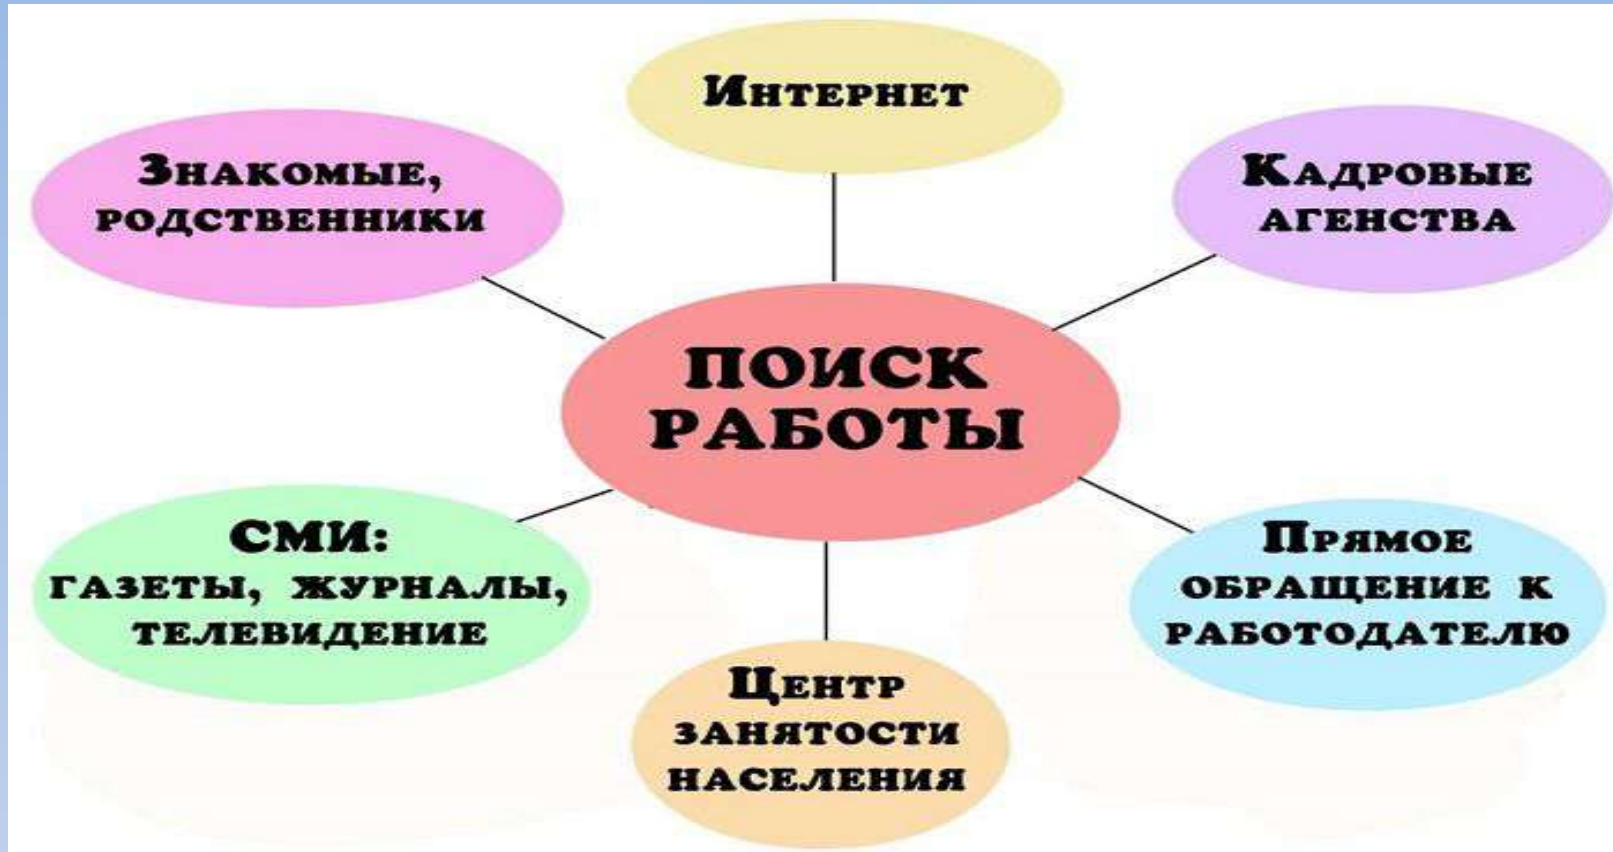 Интернет
Знакомые,
родственники
Кадровые
агенства
ПОИСК
РАБОТЫ
СМИ:
газеты, журналы,
телевидение
Прямое
обращение к
работодателю
Центр
занятости
населения